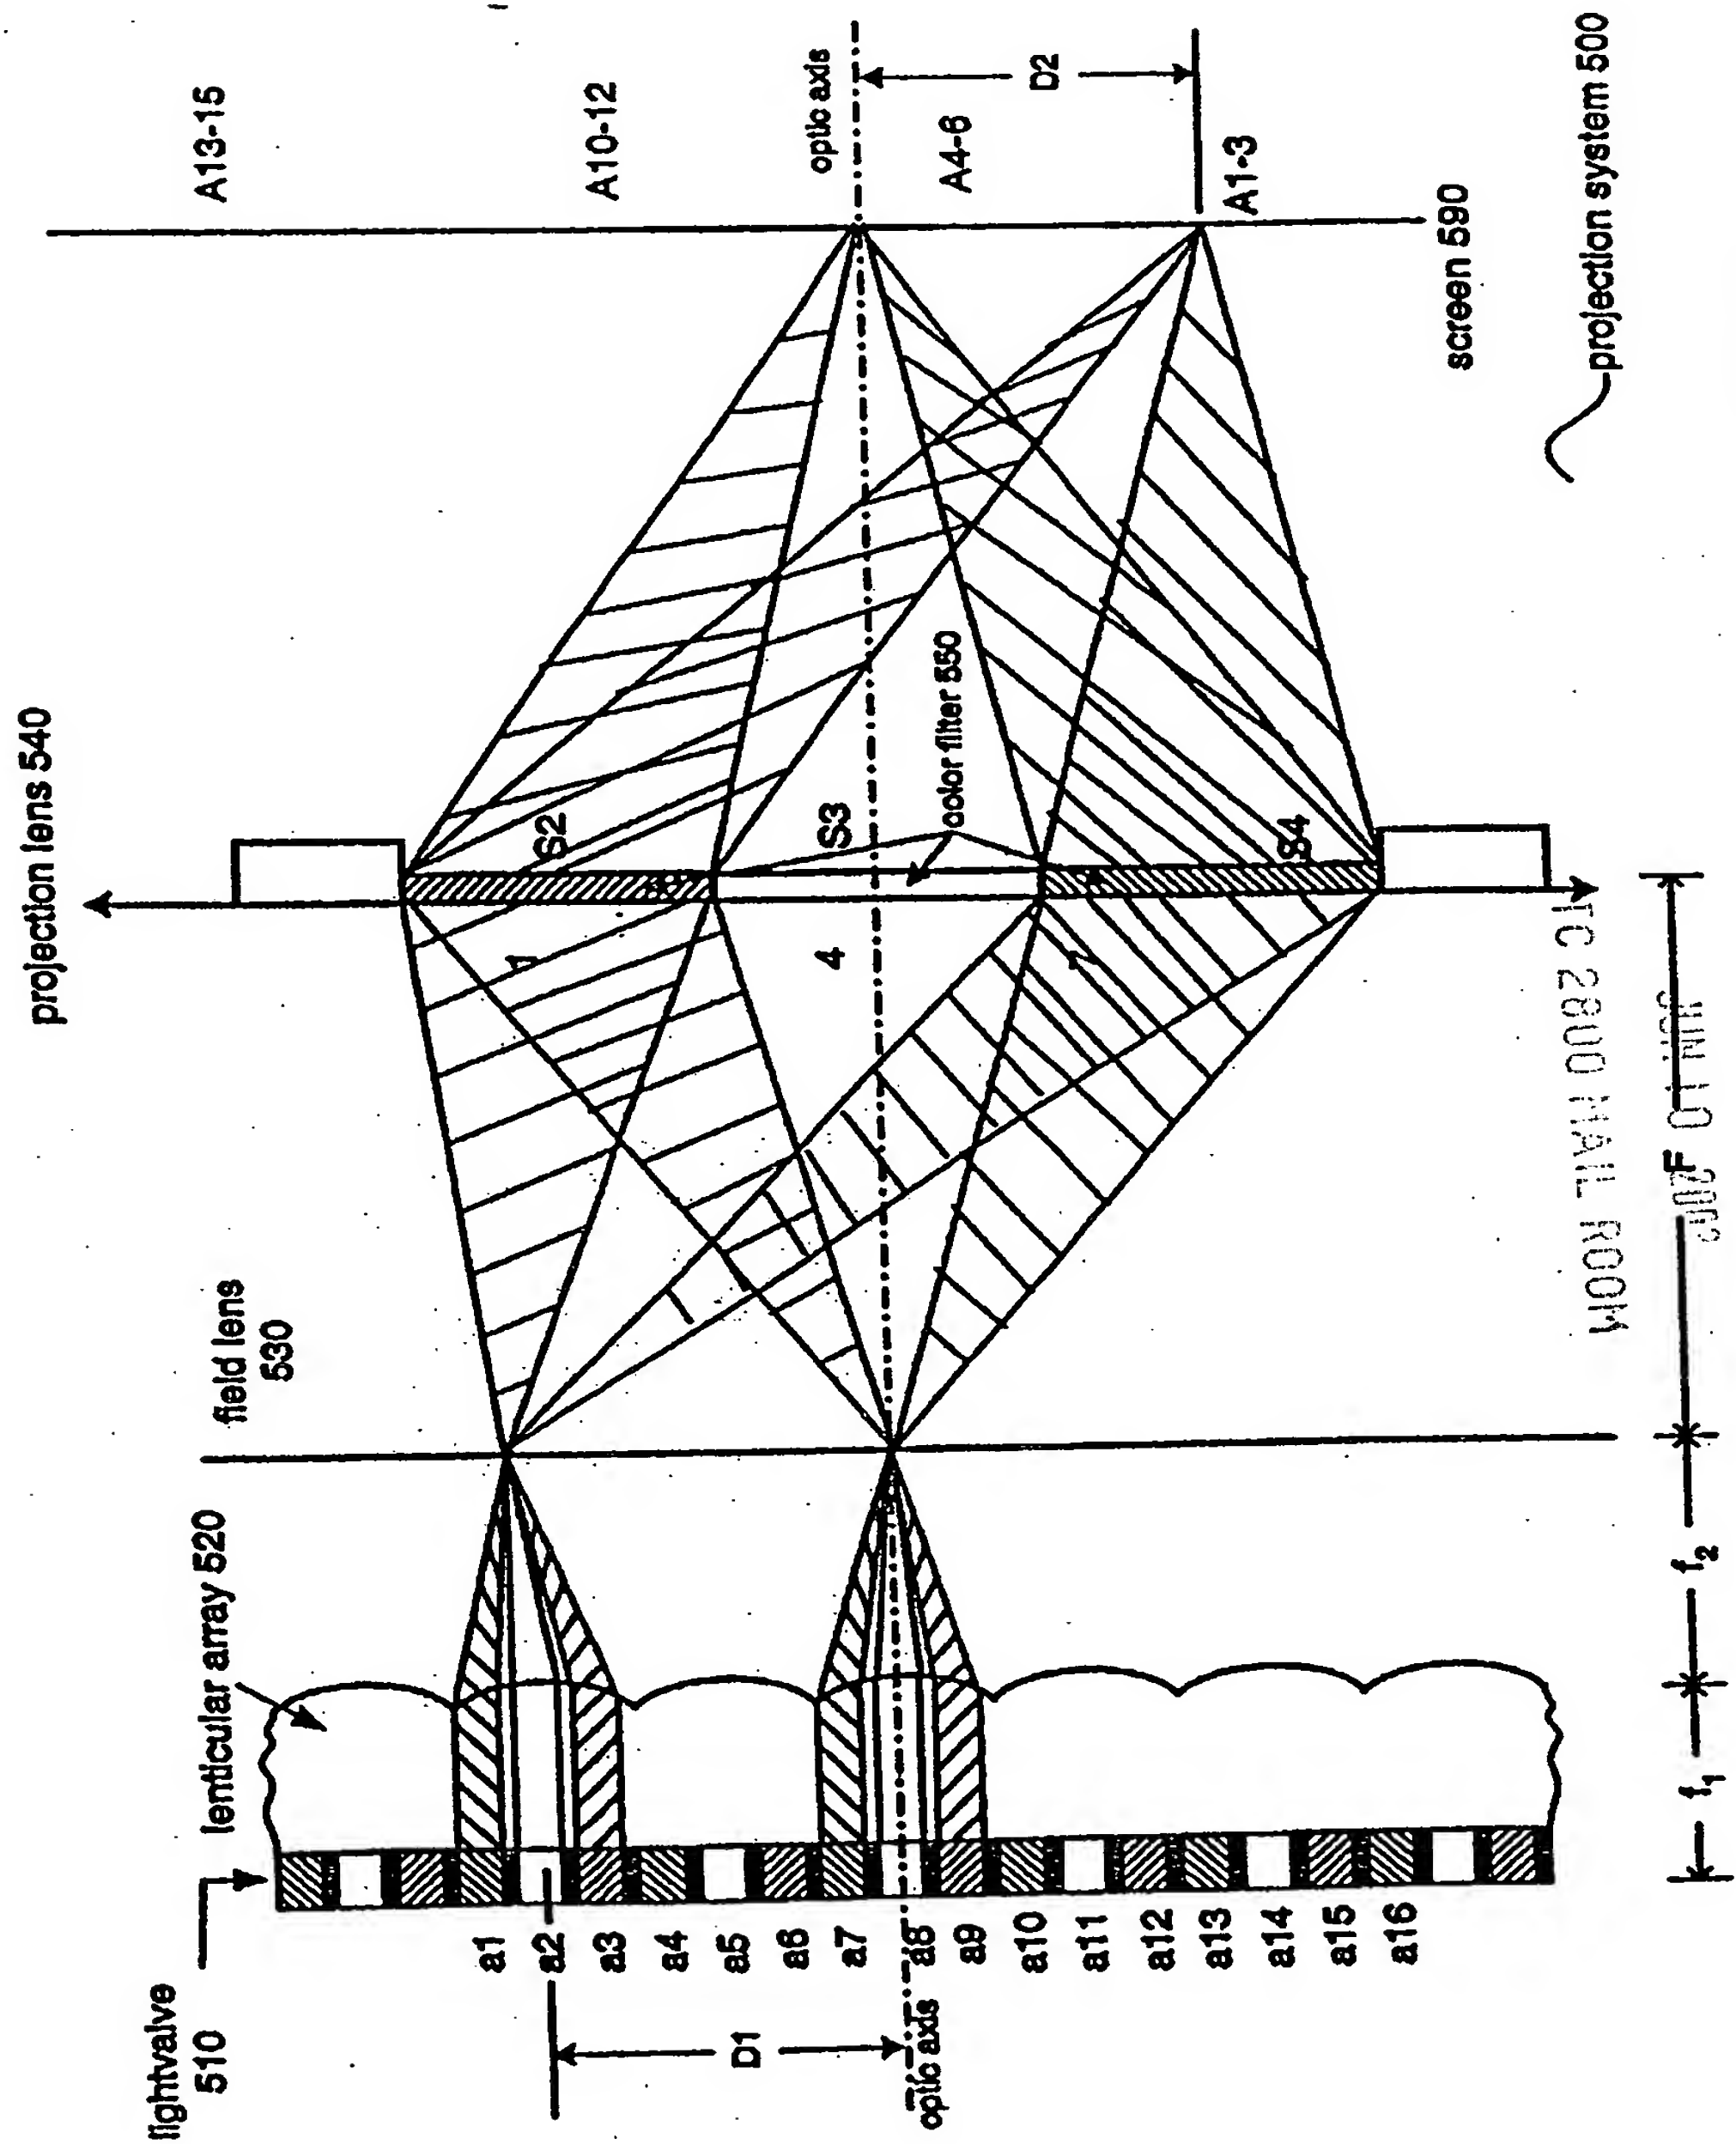 projection lens 540
A13-15
A10-12
optic axis
D2
A4-6
A1-3
screen 590
projection system 500
S2
S3
color filter 550
S4
1
4
field lens
530
lenticular array 520
lightvalve
510
a1
a2
a3
a4
a5
a6
a7
a8
a9
a10
a11
a12
a13
a14
a15
a16
D1
optic axis
f1
f2
F
TC 2800 MAIL ROOM